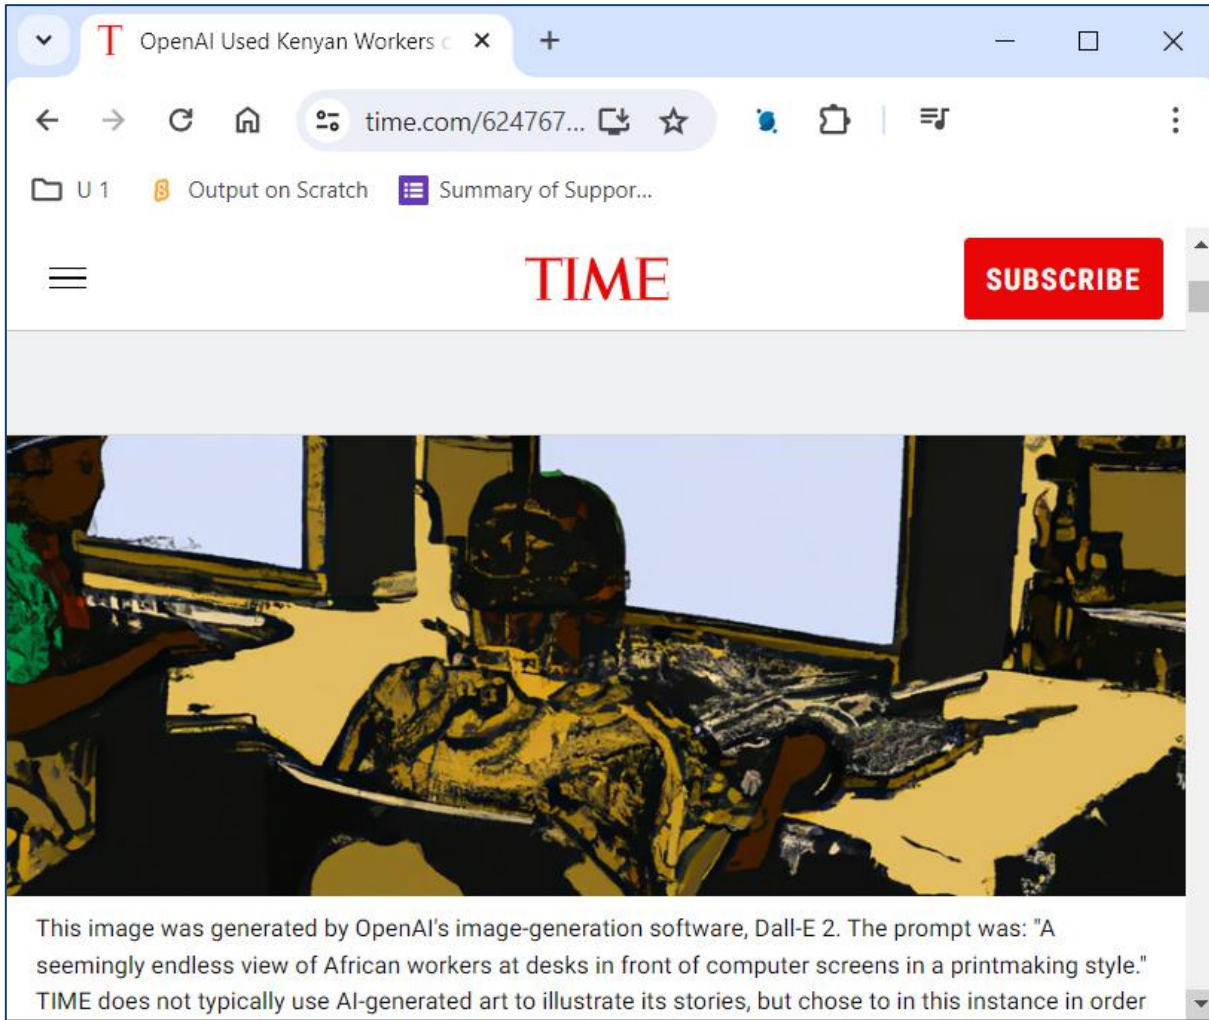 T OpenAI Used Kenyan Workers
time.com/624767...
U 1 Output on Scratch Summary of Suppor...
TIME
SUBSCRIBE
This image was generated by OpenAI's image-generation software, Dall-E 2. The prompt was: "A
seemingly endless view of African workers at desks in front of computer screens in a printmaking style."
TIME does not typically use AI-generated art to illustrate its stories, but chose to in this instance in order